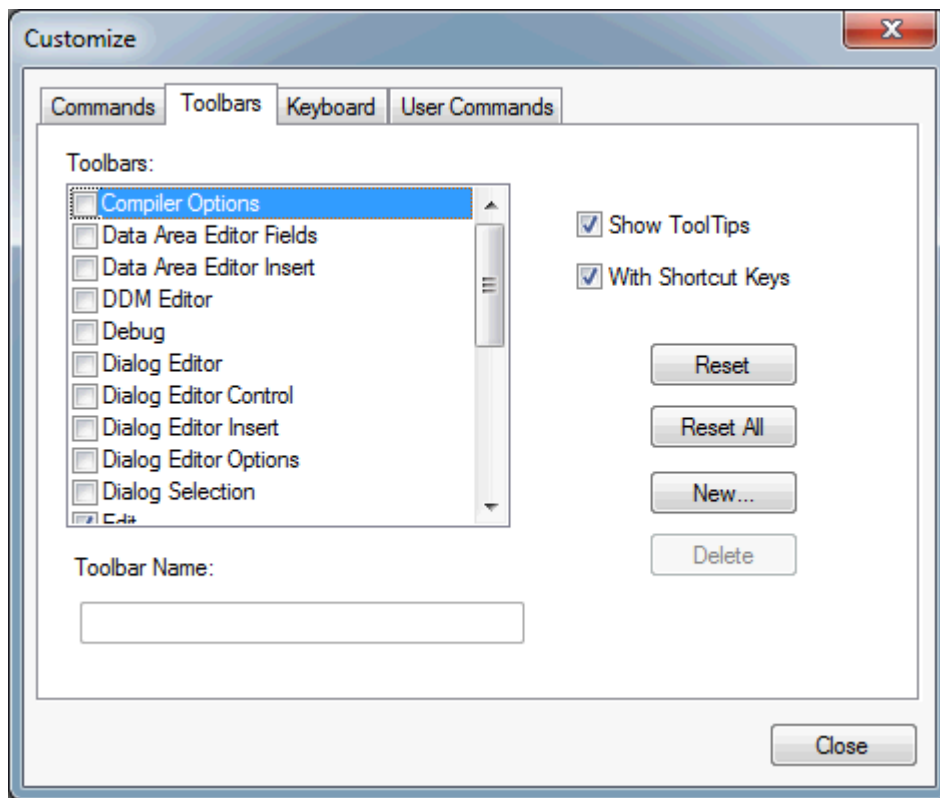 Customize
Commands Toolbars Keyboard User Commands
Toolbars:
Compiler Options
Data Area Editor Fields
Data Area Editor Insert
DDM Editor
Debug
Dialog Editor
Dialog Editor Control
Dialog Editor Insert
Dialog Editor Options
Dialog Selection
Edit
Show ToolTips
With Shortcut Keys
Reset
Reset All
New...
Delete
Toolbar Name:
Close